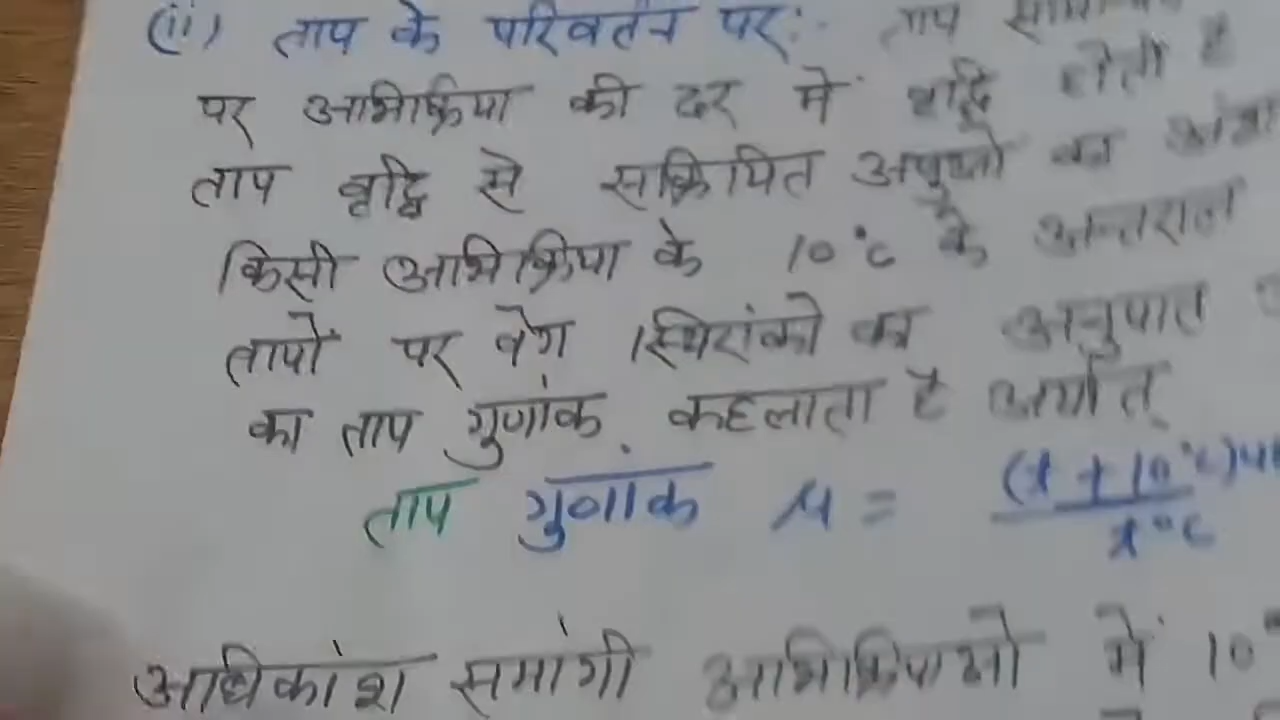 (ii) ताप के परिवर्तन पर:- ताप
पर अभिक्रिया की दर में वृद्धि होती है
ताप वृद्धि से सक्रियित अणुओं का
किसी अभिक्रिया के 10°C के अन्तराल
तापों पर वेग स्थिरांको का अनुपात
का ताप गुणांक कहलाता है अर्थात्
ताप गुणांक μ = (t + 10°C) / t°C
अधिकांश समांगी अभिक्रियाओ में 10